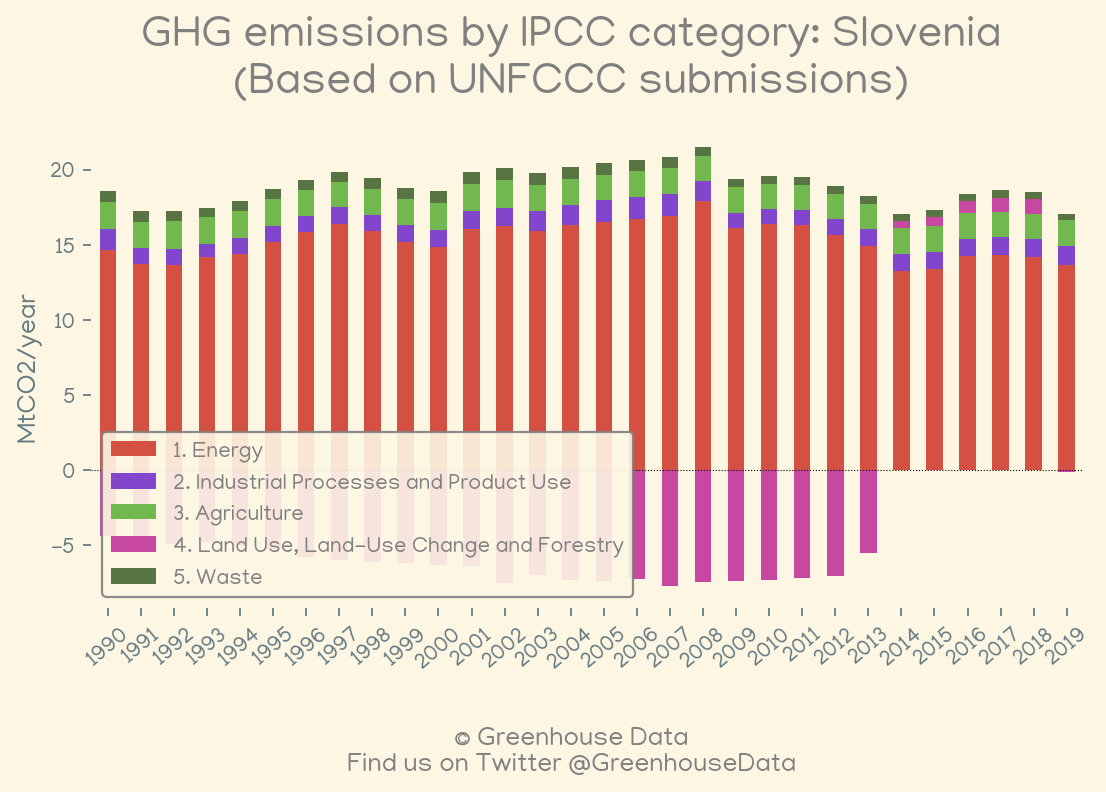 GHG emissions by IPCC category: Slovenia
(Based on UNFCCC submissions)
MtCO2/year
20
15
10
5
0
−5
1. Energy
2. Industrial Processes and Product Use
3. Agriculture
4. Land Use, Land-Use Change and Forestry
5. Waste
1990 1991 1992 1993 1994 1995 1996 1997 1998 1999 2000 2001 2002 2003 2004 2005 2006 2007 2008 2009 2010 2011 2012 2013 2014 2015 2016 2017 2018 2019
© Greenhouse Data
Find us on Twitter @GreenhouseData